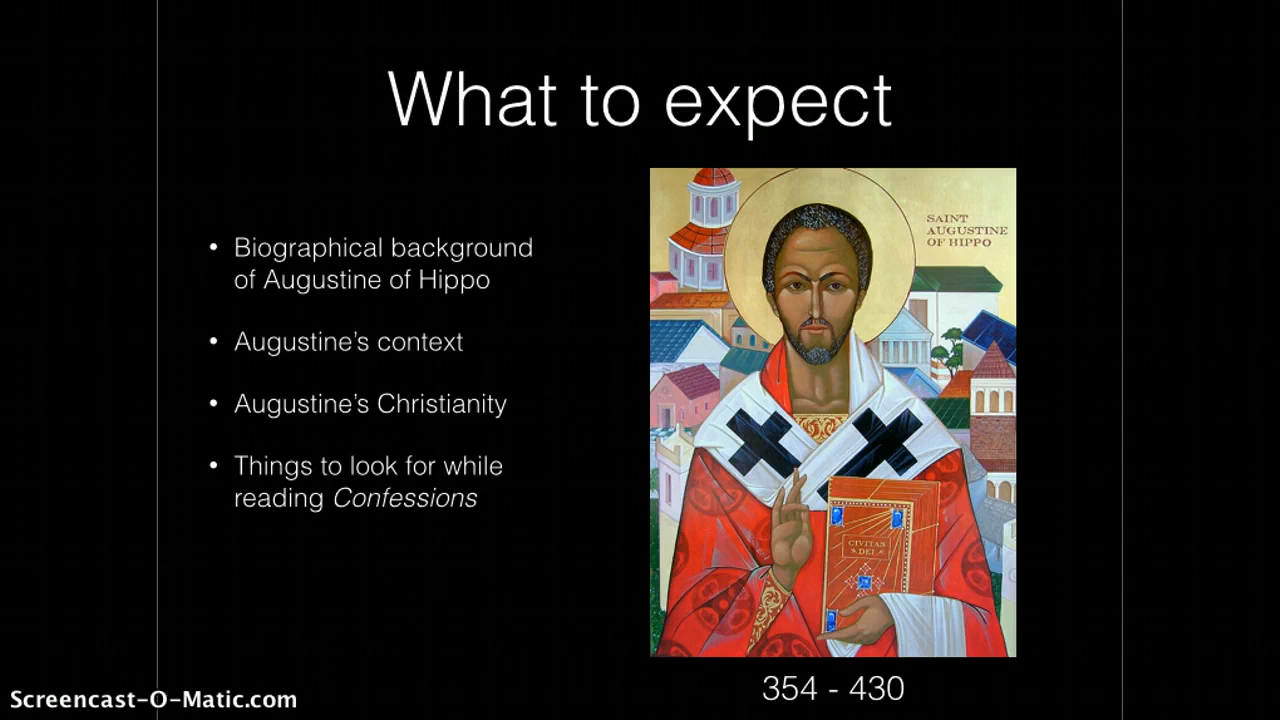 What to expect
• Biographical background
of Augustine of Hippo
• Augustine’s context
• Augustine’s Christianity
• Things to look for while
reading Confessions
SAINT
AUGUSTINE
OF HIPPO
CIVITAS
DEI
354 - 430
Screencast-O-Matic.com